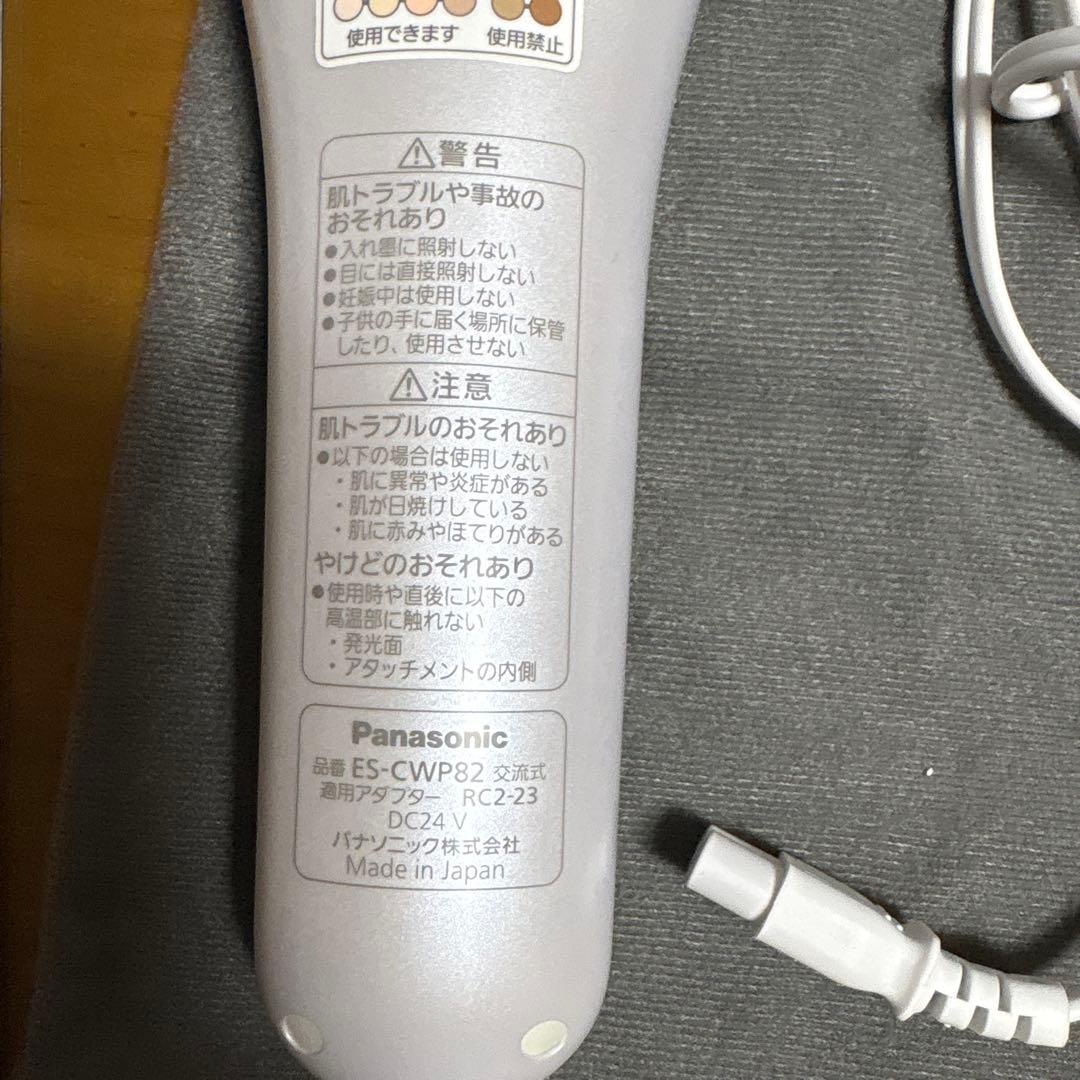 使用できます 使用禁止
⚠警告
肌トラブルや事故の
おそれあり
●入れ墨に照射しない
●目には直接照射しない
●妊娠中は使用しない
●子供の手に届く場所に保管
したり、使用させない
⚠注意
肌トラブルのおそれあり
●以下の場合は使用しない
・肌に異常や炎症がある
・肌が日焼けしている
・肌に赤みやほてりがある
やけどのおそれあり
●使用時や直後に以下の
高温部に触れない
・発光面
・アタッチメントの内側
Panasonic
品番 ES-CWP82 交流式
適用アダプター RC2-23
DC24 V
パナソニック株式会社
Made in Japan